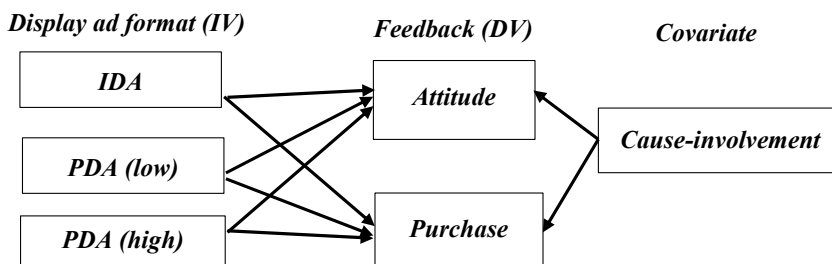 Display ad format (IV)
Feedback (DV)
Covariate
IDA
Attitude
Cause-involvement
PDA (low)
PDA (high)
Purchase